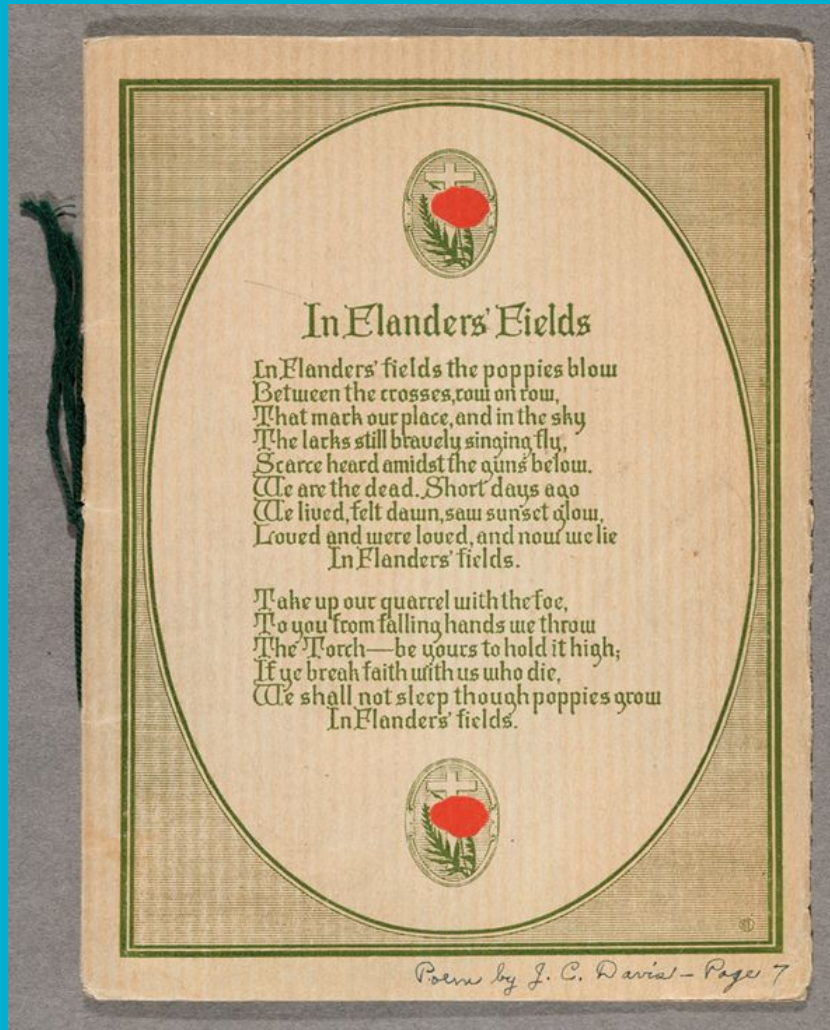 In Flanders' Fields
In Flanders' fields the poppies blow
Between the crosses, row on row,
That mark our place, and in the sky
The larks still bravely singing fly,
Scarce heard amidst the guns below.
We are the dead. Short days ago
We lived, felt dawn, saw sunset glow,
Loved and were loved, and now we lie
In Flanders' fields.
Take up our quarrel with the foe,
To you from falling hands we throw
The Torch—be yours to hold it high;
If ye break faith with us who die,
We shall not sleep though poppies grow
In Flanders' fields.
Poem by J. C. Davis – Page 7